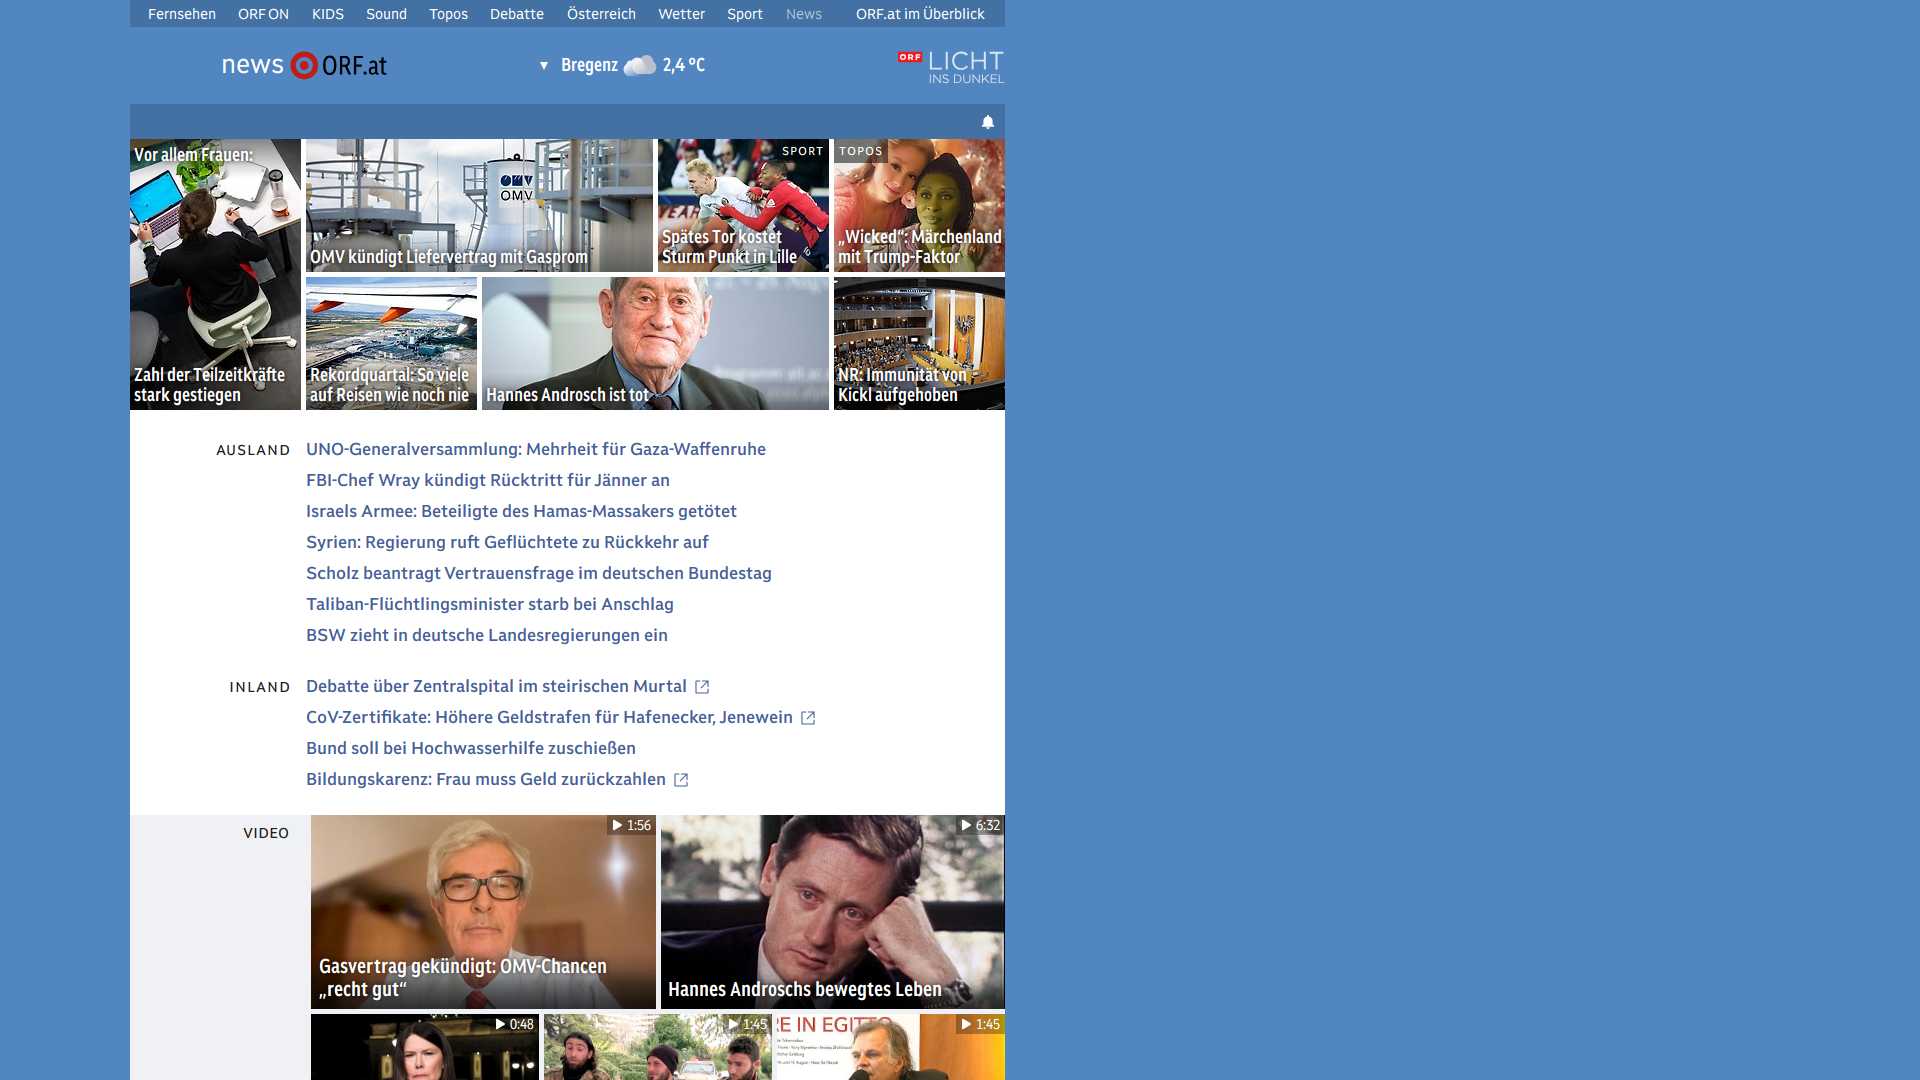 Fernsehen ORF ON KIDS Sound Topos Debatte Österreich Wetter Sport News ORF.at im Überblick
news ORF.at
Bregenz 2,4 °C
ORF LICHT
INS DUNKEL
Vor allem Frauen:
Zahl der Teilzeitkräfte
stark gestiegen
OMV
OMV kündigt Liefervertrag mit Gasprom
SPORT
Spätes Tor kostet
Sturm Punkt in Lille
TOPOS
„Wicked“: Märchenland
mit Trump-Faktor
Rekordquartal: So viele
auf Reisen wie noch nie
Hannes Androsch ist tot
NR: Immunität von
Kickl aufgehoben
AUSLAND
UNO-Generalversammlung: Mehrheit für Gaza-Waffenruhe
FBI-Chef Wray kündigt Rücktritt für Jänner an
Israels Armee: Beteiligte des Hamas-Massakers getötet
Syrien: Regierung ruft Geflüchtete zu Rückkehr auf
Scholz beantragt Vertrauensfrage im deutschen Bundestag
Taliban-Flüchtlingsminister starb bei Anschlag
BSW zieht in deutsche Landesregierungen ein
INLAND
Debatte über Zentralspital im steirischen Murtal
CoV-Zertifikate: Höhere Geldstrafen für Hafenecker, Jenewein
Bund soll bei Hochwasserhilfe zuschießen
Bildungskarenz: Frau muss Geld zurückzahlen
VIDEO
1:56
Gasvertrag gekündigt: OMV-Chancen
„recht gut“
6:32
Hannes Androschs bewegtes Leben
0:48
1:45
RE IN EGITTO
1:45